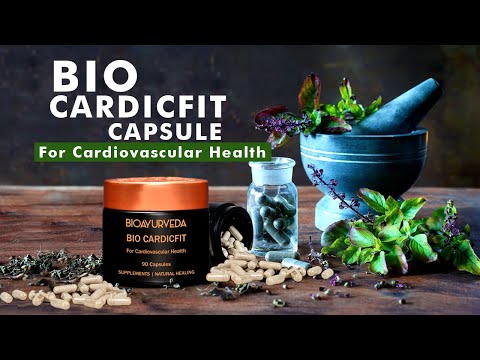 BIO
CARDICFIT
CAPSULE
For Cardiovascular Health
BIOAYURVEDA
BIO CARDICFIT
For Cardiovascular Health
90 Capsules
SUPPLEMENTS | NATURAL HEALING